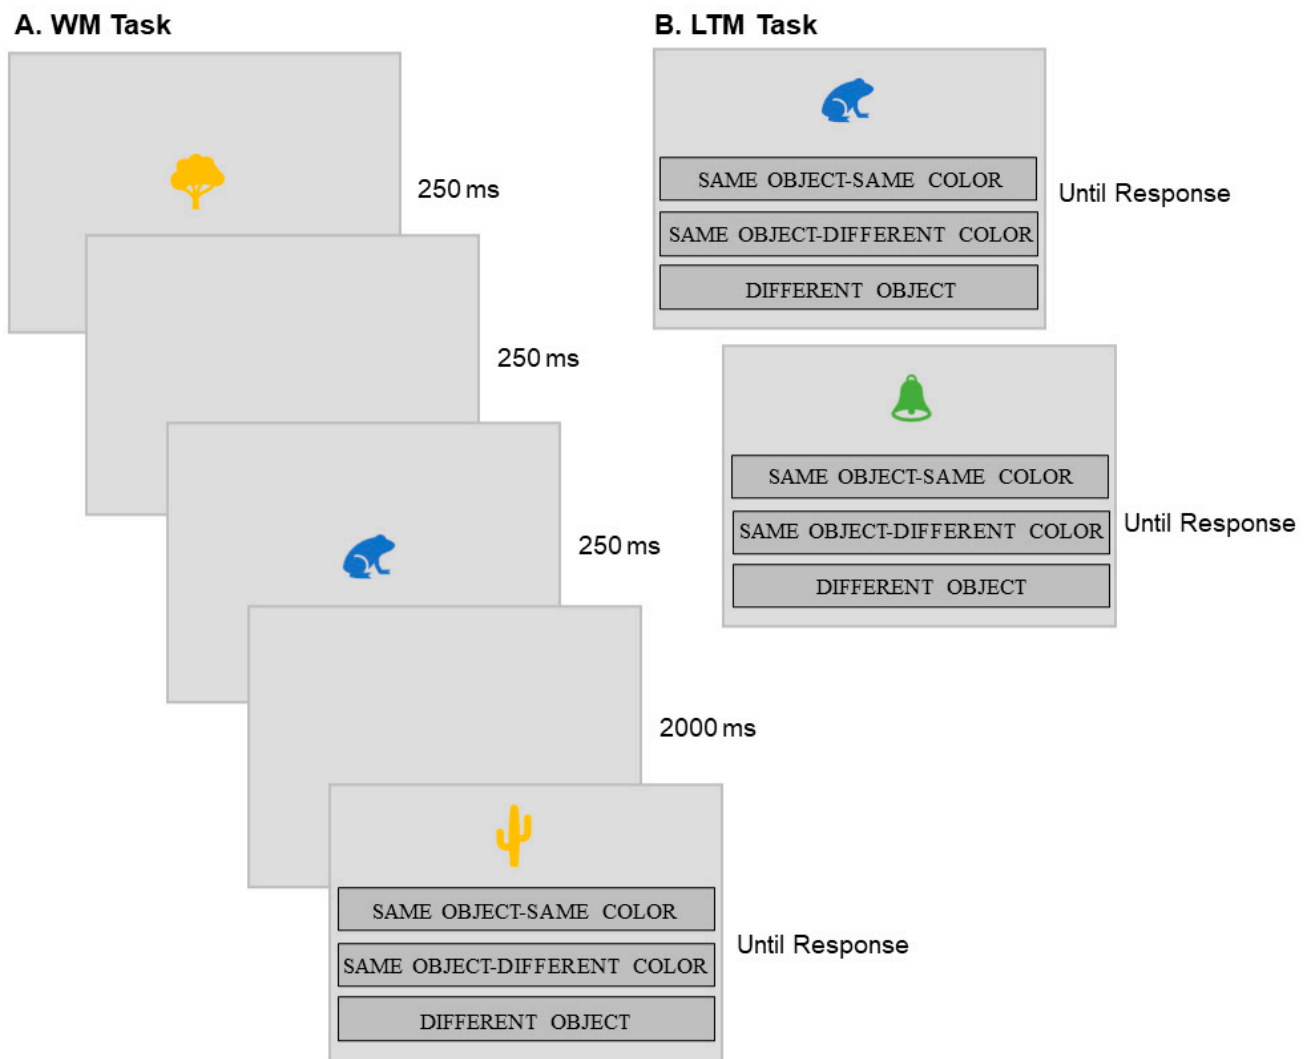 A. WM Task
250 ms
250 ms
250 ms
2000 ms
SAME OBJECT-SAME COLOR
SAME OBJECT-DIFFERENT COLOR
DIFFERENT OBJECT
Until Response
B. LTM Task
SAME OBJECT-SAME COLOR
SAME OBJECT-DIFFERENT COLOR
DIFFERENT OBJECT
Until Response
SAME OBJECT-SAME COLOR
SAME OBJECT-DIFFERENT COLOR
DIFFERENT OBJECT
Until Response